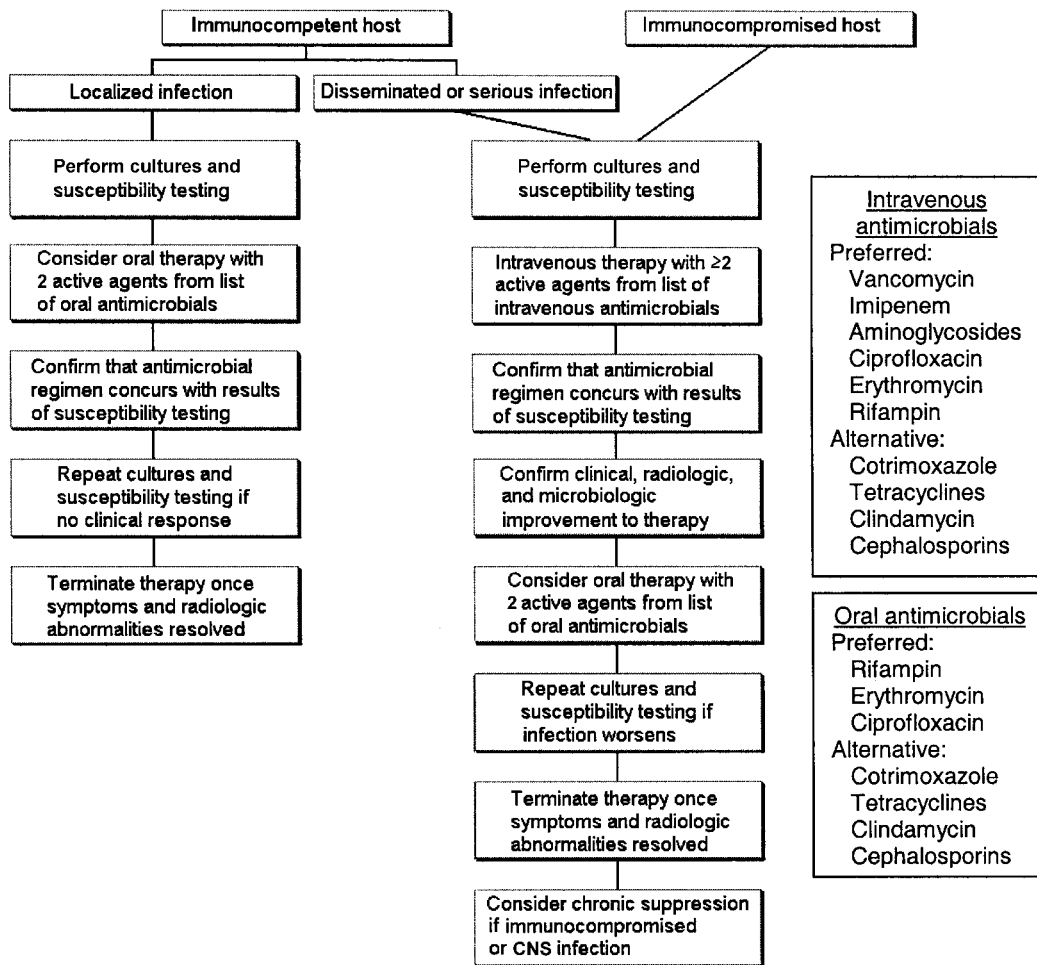 Immunocompetent host
Immunocompromised host
Localized infection
Disseminated or serious infection
Perform cultures and
susceptibility testing
Consider oral therapy with
2 active agents from list
of oral antimicrobials
Confirm that antimicrobial
regimen concurs with results
of susceptibility testing
Repeat cultures and
susceptibility testing if
no clinical response
Terminate therapy once
symptoms and radiologic
abnormalities resolved
Perform cultures and
susceptibility testing
Intravenous therapy with ≥2
active agents from list of
intravenous antimicrobials
Confirm that antimicrobial
regimen concurs with results
of susceptibility testing
Confirm clinical, radiologic,
and microbiologic
improvement to therapy
Consider oral therapy with
2 active agents from list
of oral antimicrobials
Repeat cultures and
susceptibility testing if
infection worsens
Terminate therapy once
symptoms and radiologic
abnormalities resolved
Consider chronic suppression
if immunocompromised
or CNS infection
Intravenous
antimicrobials
Preferred:
Vancomycin
Imipenem
Aminoglycosides
Ciprofloxacin
Erythromycin
Rifampin
Alternative:
Cotrimoxazole
Tetracyclines
Clindamycin
Cephalosporins
Oral antimicrobials
Preferred:
Rifampin
Erythromycin
Ciprofloxacin
Alternative:
Cotrimoxazole
Tetracyclines
Clindamycin
Cephalosporins